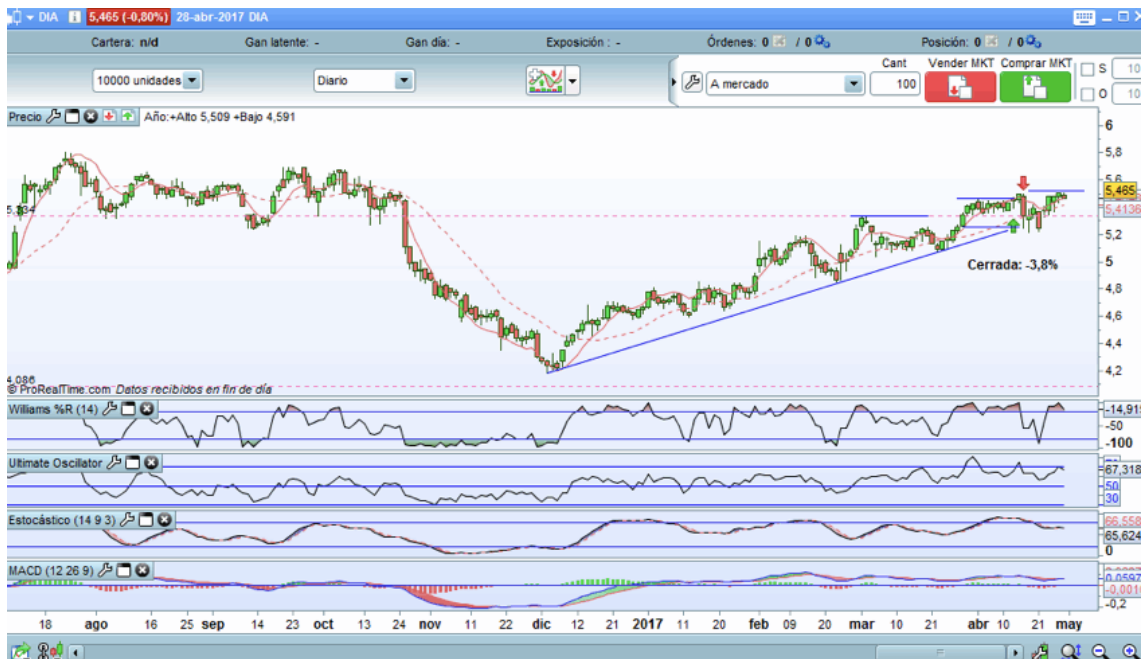 DIA 5,465 (-0,80%) 28-abr-2017 DIA
Cartera: n/d Gan latente: - Gan día: - Exposición : - Órdenes: 0 / 0 Posición: 0 / 0
Cant Vender MKT Comprar MKT
10000 unidades Diario A mercado 100 S 10
O 10
Precio Año:+Alto 5,509 +Bajo 4,591
6
5,8
5,6
5,465
5,4136
5,334
5,2
5
Cerrada: -3,8%
4,8
4,6
4,4
4,2
4,086
© ProRealTime.com Datos recibidos en fin de día
Williams %R (14)
-50
-100
Ultimate Oscillator
67,318
50
30
Estocástico (14 9 3)
66,558
65,624
0
MACD (12 26 9)
-0,2
18 ago 16 25 sep 14 23 oct 13 24 nov 11 22 dic 12 21 2017 11 20 feb 09 20 mar 10 21 abr 10 21 may